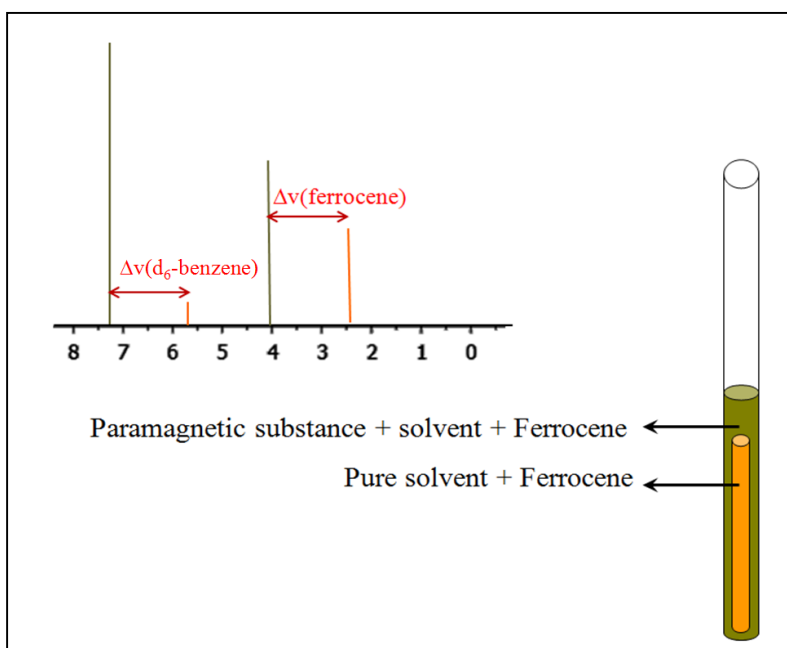 Δv(ferrocene)
Δv(d₆-benzene)
8 7 6 5 4 3 2 1 0
Paramagnetic substance + solvent + Ferrocene
Pure solvent + Ferrocene